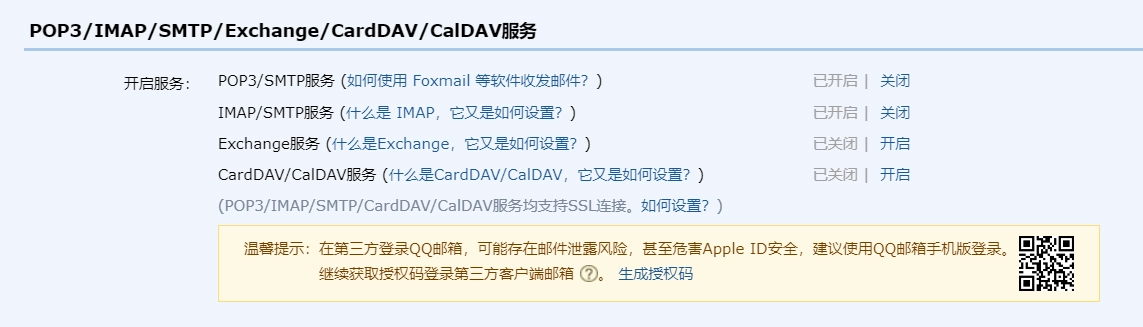 POP3/IMAP/SMTP/Exchange/CardDAV/CalDAV服务
开启服务： POP3/SMTP服务 (如何使用 Foxmail 等软件收发邮件？) 已开启 | 关闭
IMAP/SMTP服务 (什么是 IMAP，它又是如何设置？) 已开启 | 关闭
Exchange服务 (什么是Exchange，它又是如何设置？) 已关闭 | 开启
CardDAV/CalDAV服务 (什么是CardDAV/CalDAV，它又是如何设置？) 已关闭 | 开启
(POP3/IMAP/SMTP/CardDAV/CalDAV服务均支持SSL连接。如何设置？)
温馨提示：在第三方登录QQ邮箱，可能存在邮件泄露风险，甚至危害Apple ID安全，建议使用QQ邮箱手机版登录。
继续获取授权码登录第三方客户端邮箱 ?。 生成授权码